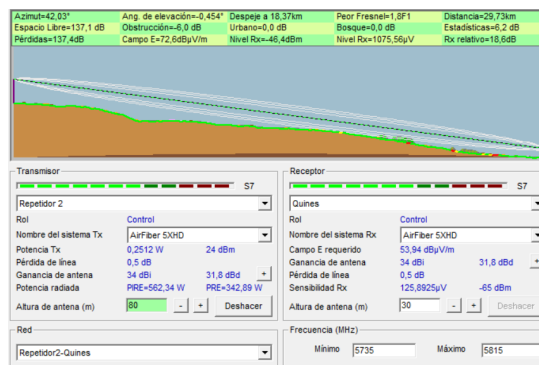 Azimut=42,03° Ang. de elevación=-0,454° Despeje a 18,37km Peor Fresnel=1,8F1 Distancia=29,73km
Espacio Libre=137,1 dB Obstrucción=-6,0 dB Urbano=0,0 dB Bosque=0,0 dB Estadísticas=6,2 dB
Pérdidas=137,4dB Campo E=72,6dBµV/m Nivel Rx=-46,4dBm Nivel Rx=1075,56µV Rx relativo=18,6dB
Transmisor
S7
Repetidor 2
Rol Control
Nombre del sistema Tx AirFiber 5XHD
Potencia Tx 0,2512 W 24 dBm
Pérdida de línea 0,5 dB
Ganancia de antena 34 dBi 31,8 dBd +
Potencia radiada PIRE=562,34 W PRE=342,89 W
Altura de antena (m) 80 - + Deshacer
Red
Repetidor2-Quines
Receptor
S7
Quines
Rol Control
Nombre del sistema Rx AirFiber 5XHD
Campo E requerido 53,94 dBµV/m
Ganancia de antena 34 dBi 31,8 dBd +
Pérdida de línea 0,5 dB
Sensibilidad Rx 125,8925µV -65 dBm
Altura de antena (m) 30 - + Deshacer
Frecuencia (MHz)
Mínimo 5735 Máximo 5815